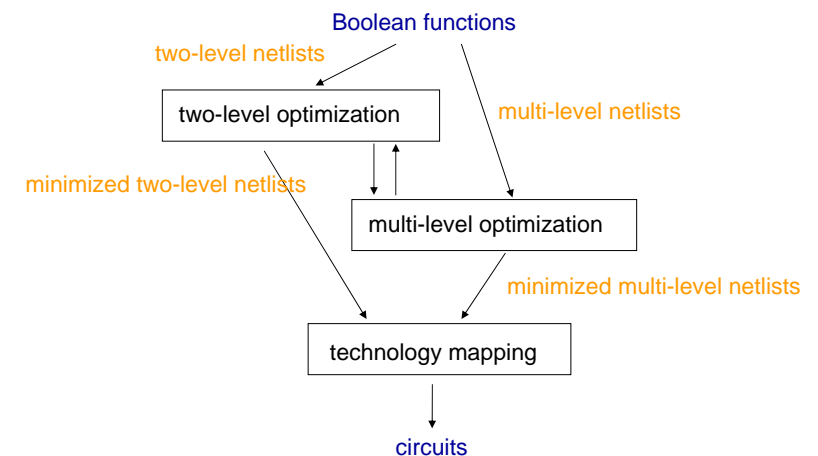 Boolean functions
two-level netlists
two-level optimization
multi-level netlists
minimized two-level netlists
multi-level optimization
minimized multi-level netlists
technology mapping
circuits